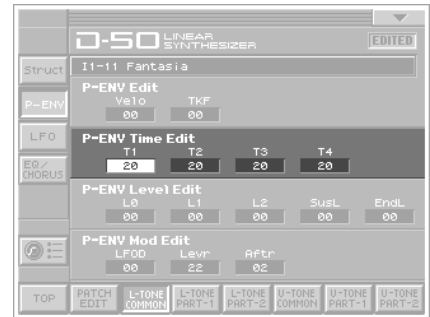 D-50 LINEAR SYNTHESIZER
EDITED
Struct
I1-11 Fantasia
P-ENV
P-ENV Edit
Velo TKF
00 00
LFO
P-ENV Time Edit
T1 T2 T3 T4
20 20 20 20
EQ/CHORUS
P-ENV Level Edit
L0 L1 L2 SusL EndL
00 00 00 00 00
P-ENV Mod Edit
LFOD Levr Aftr
00 22 02
TOP
PATCH EDIT
L-TONE COMMON
L-TONE PART-1
L-TONE PART-2
U-TONE COMMON
U-TONE PART-1
U-TONE PART-2